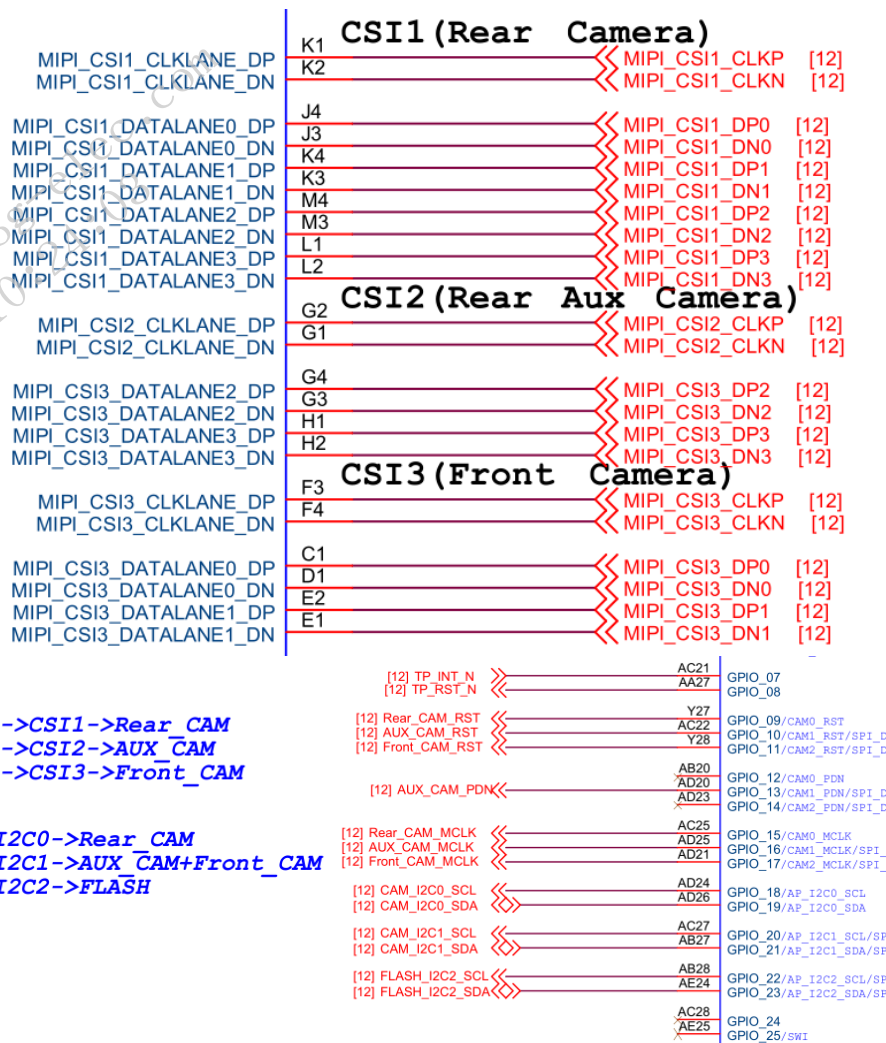 CSI1(Rear Camera)
MIPI_CSI1_CLKLANE_DP K1 MIPI_CSI1_CLKP [12]
MIPI_CSI1_CLKLANE_DN K2 MIPI_CSI1_CLKN [12]
MIPI_CSI1_DATALANE0_DP J4 MIPI_CSI1_DP0 [12]
MIPI_CSI1_DATALANE0_DN J3 MIPI_CSI1_DN0 [12]
MIPI_CSI1_DATALANE1_DP K4 MIPI_CSI1_DP1 [12]
MIPI_CSI1_DATALANE1_DN K3 MIPI_CSI1_DN1 [12]
MIPI_CSI1_DATALANE2_DP M4 MIPI_CSI1_DP2 [12]
MIPI_CSI1_DATALANE2_DN M3 MIPI_CSI1_DN2 [12]
MIPI_CSI1_DATALANE3_DP L1 MIPI_CSI1_DP3 [12]
MIPI_CSI1_DATALANE3_DN L2 MIPI_CSI1_DN3 [12]
CSI2(Rear Aux Camera)
MIPI_CSI2_CLKLANE_DP G2 MIPI_CSI2_CLKP [12]
MIPI_CSI2_CLKLANE_DN G1 MIPI_CSI2_CLKN [12]
MIPI_CSI3_DATALANE2_DP G4 MIPI_CSI3_DP2 [12]
MIPI_CSI3_DATALANE2_DN G3 MIPI_CSI3_DN2 [12]
MIPI_CSI3_DATALANE3_DP H1 MIPI_CSI3_DP3 [12]
MIPI_CSI3_DATALANE3_DN H2 MIPI_CSI3_DN3 [12]
CSI3(Front Camera)
MIPI_CSI3_CLKLANE_DP F3 MIPI_CSI3_CLKP [12]
MIPI_CSI3_CLKLANE_DN F4 MIPI_CSI3_CLKN [12]
MIPI_CSI3_DATALANE0_DP C1 MIPI_CSI3_DP0 [12]
MIPI_CSI3_DATALANE0_DN D1 MIPI_CSI3_DN0 [12]
MIPI_CSI3_DATALANE1_DP E2 MIPI_CSI3_DP1 [12]
MIPI_CSI3_DATALANE1_DN E1 MIPI_CSI3_DN1 [12]
->CSI1->Rear_CAM
->CSI2->AUX_CAM
->CSI3->Front_CAM
I2C0->Rear_CAM
I2C1->AUX_CAM+Front_CAM
I2C2->FLASH
[12] TP_INT_N AC21 GPIO_07
[12] TP_RST_N AA27 GPIO_08
[12] Rear_CAM_RST Y27 GPIO_09/CAM0_RST
[12] AUX_CAM_RST AC22 GPIO_10/CAM1_RST/SPI_D
[12] Front_CAM_RST Y28 GPIO_11/CAM2_RST/SPI_D
AB20 GPIO_12/CAM0_PDN
[12] AUX_CAM_PDN AD20 GPIO_13/CAM1_PDN/SPI_D
AD23 GPIO_14/CAM2_PDN/SPI_D
[12] Rear_CAM_MCLK AC25 GPIO_15/CAM0_MCLK
[12] AUX_CAM_MCLK AD25 GPIO_16/CAM1_MCLK/SPI_
[12] Front_CAM_MCLK AD21 GPIO_17/CAM2_MCLK/SPI_
[12] CAM_I2C0_SCL AD24 GPIO_18/AP_I2C0_SCL
[12] CAM_I2C0_SDA AD26 GPIO_19/AP_I2C0_SDA
[12] CAM_I2C1_SCL AC27 GPIO_20/AP_I2C1_SCL/SP
[12] CAM_I2C1_SDA AB27 GPIO_21/AP_I2C1_SDA/SP
[12] FLASH_I2C2_SCL AB28 GPIO_22/AP_I2C2_SCL/SP
[12] FLASH_I2C2_SDA AE24 GPIO_23/AP_I2C2_SDA/SP
AC28 GPIO_24
AE25 GPIO_25/SWI